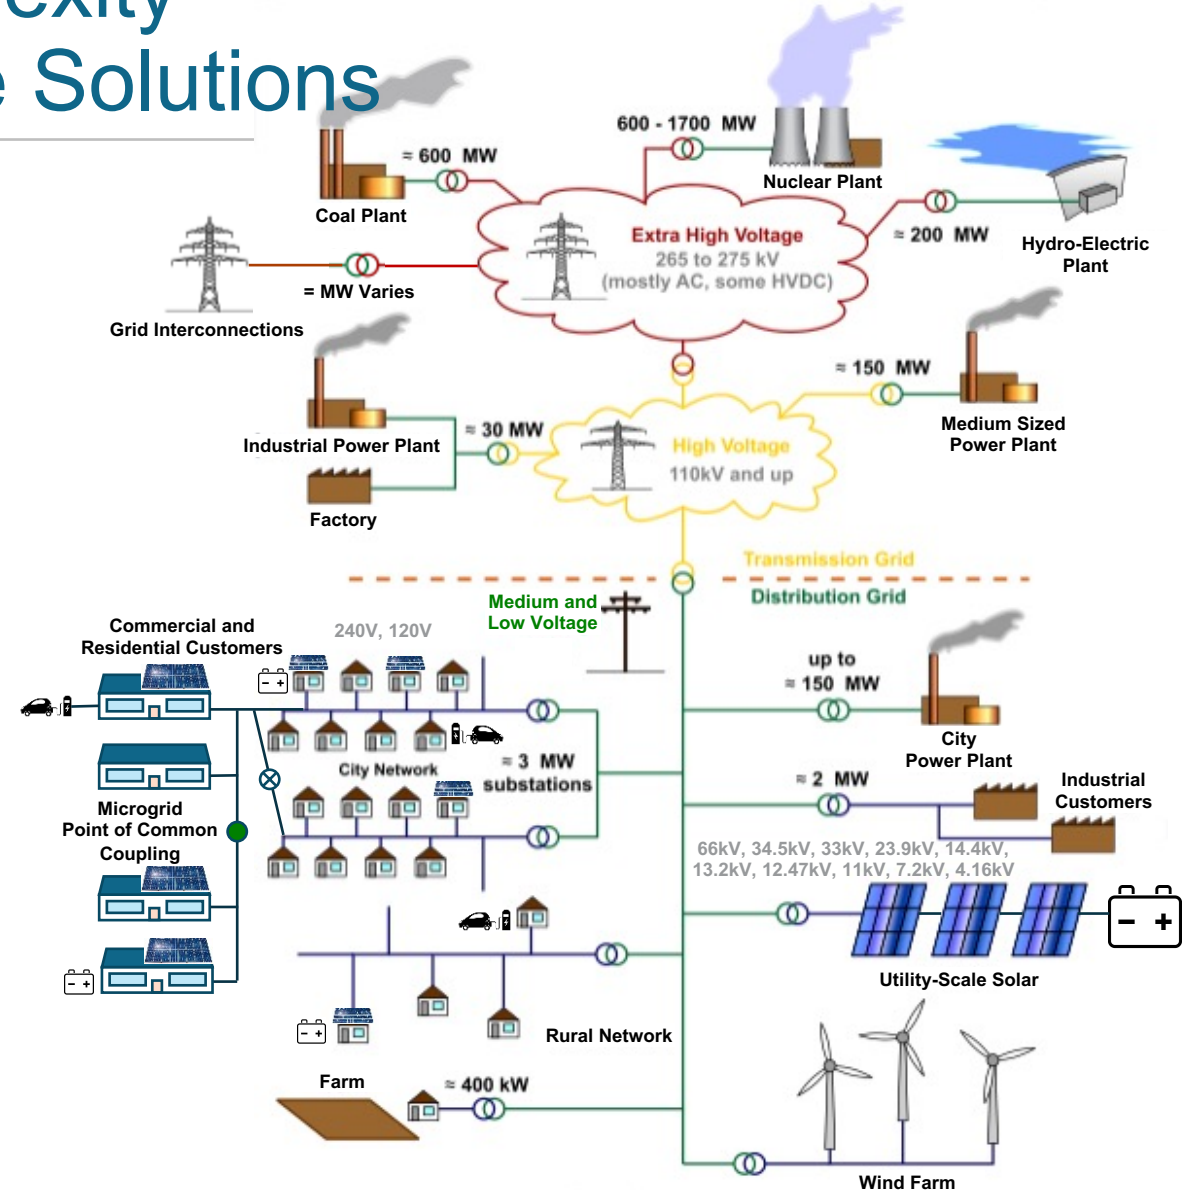 e Solutions
≈ 600 MW
Coal Plant
600 - 1700 MW
Nuclear Plant
≈ 200 MW
Hydro-Electric
Plant
Extra High Voltage
265 to 275 kV
(mostly AC, some HVDC)
= MW Varies
Grid Interconnections
Industrial Power Plant
≈ 30 MW
Factory
High Voltage
110kV and up
≈ 150 MW
Medium Sized
Power Plant
Transmission Grid
Distribution Grid
Medium and
Low Voltage
Commercial and
Residential Customers
240V, 120V
City Network
≈ 3 MW
substations
Microgrid
Point of Common
Coupling
up to
≈ 150 MW
City
Power Plant
≈ 2 MW
Industrial
Customers
66kV, 34.5kV, 33kV, 23.9kV, 14.4kV,
13.2kV, 12.47kV, 11kV, 7.2kV, 4.16kV
Utility-Scale Solar
Rural Network
Farm
≈ 400 kW
Wind Farm